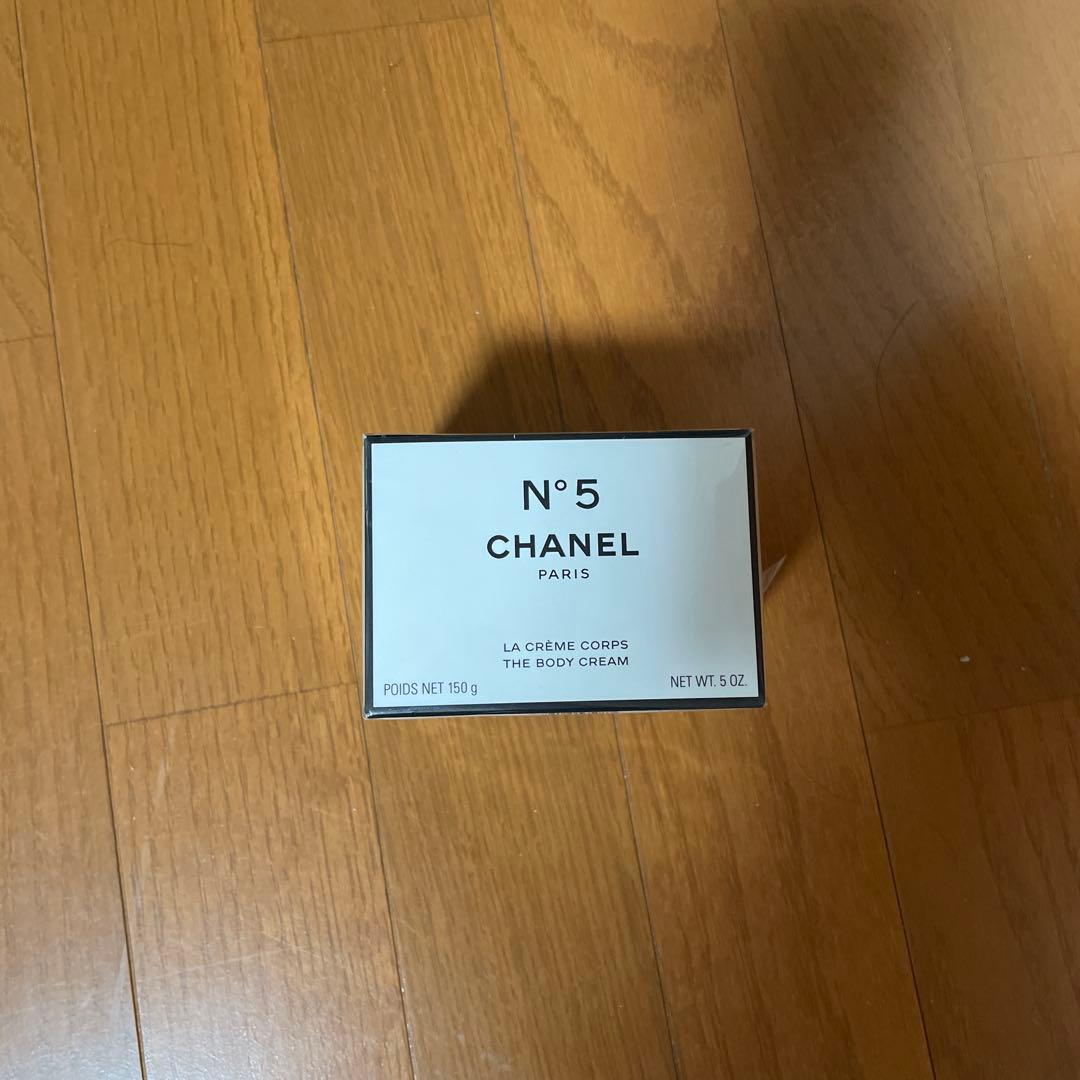 N°5
CHANEL
PARIS
LA CRÈME CORPS
THE BODY CREAM
POIDS NET 150 g
NET WT. 5 OZ.